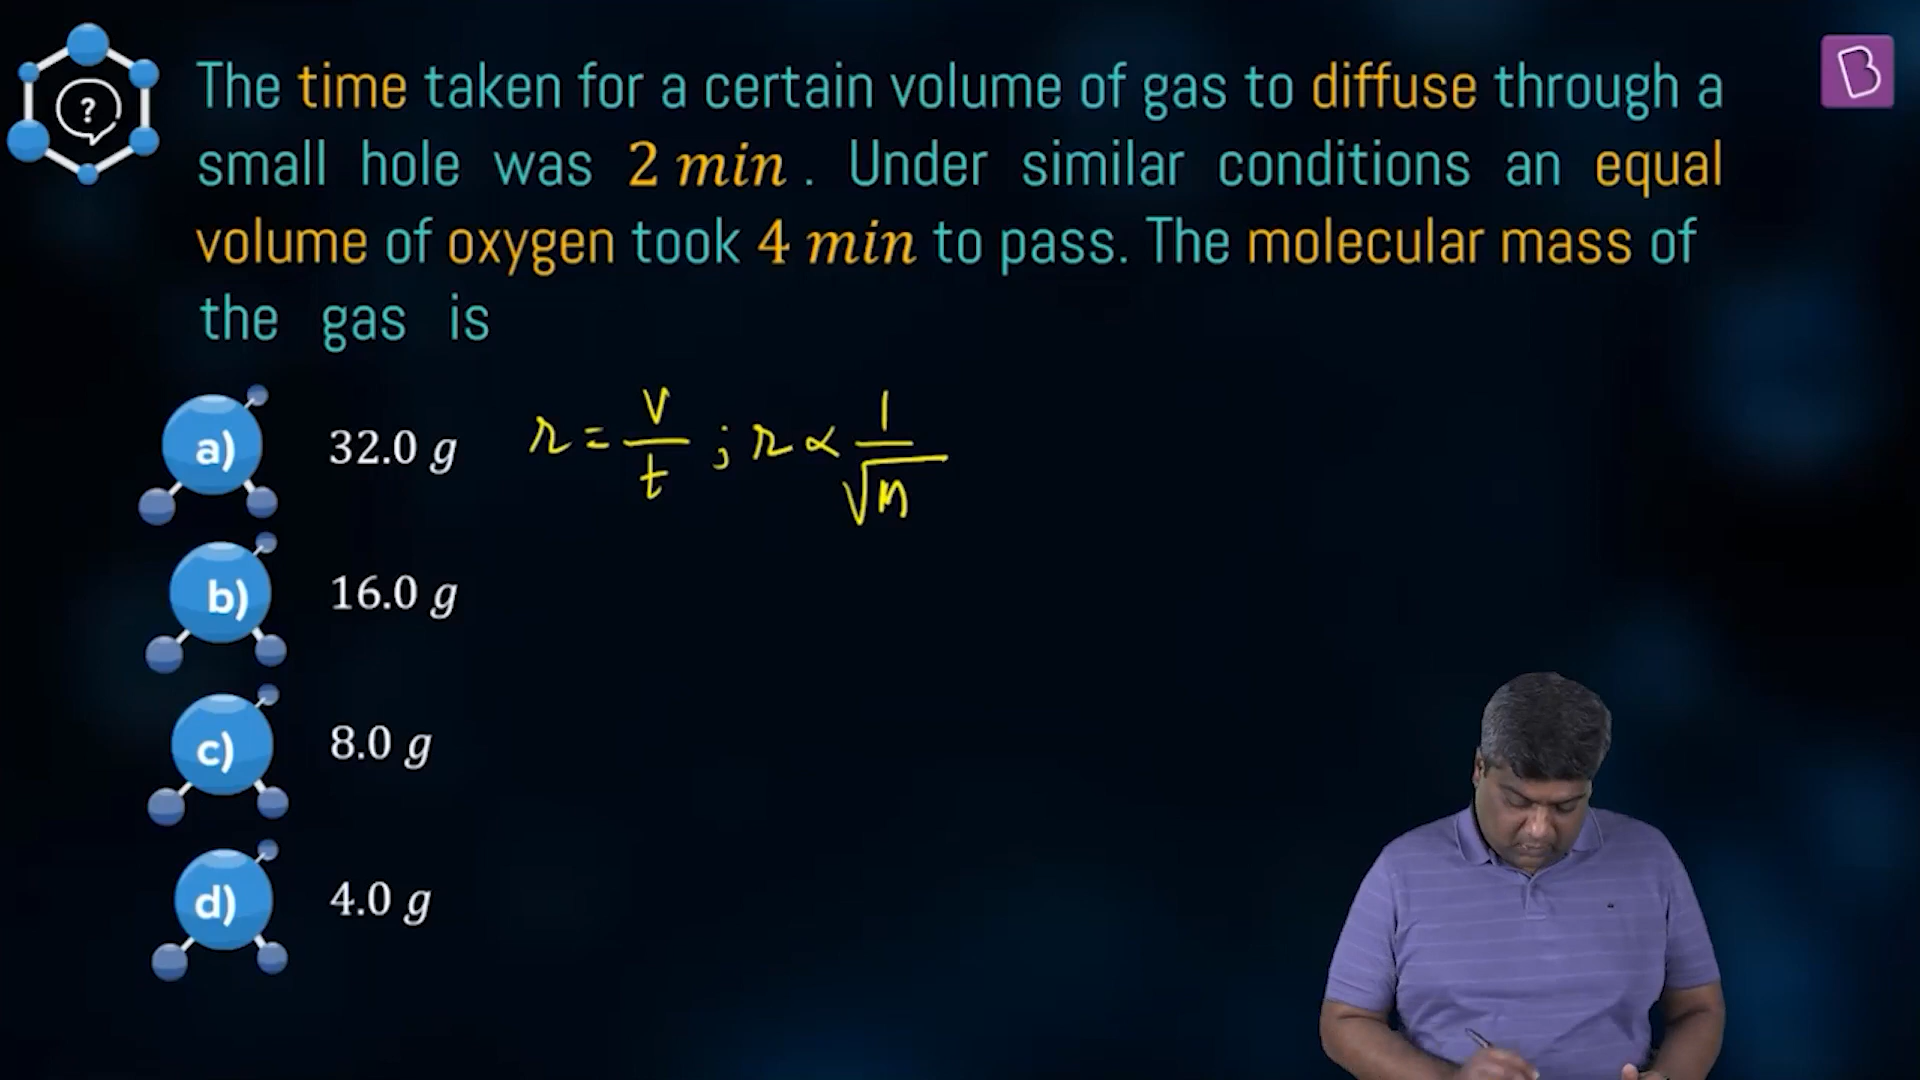 ?
The time taken for a certain volume of gas to diffuse through a
small hole was 2 min . Under similar conditions an equal
volume of oxygen took 4 min to pass. The molecular mass of
the gas is
a) 32.0 g
r = V/t ; r ∝ 1/√M
b) 16.0 g
c) 8.0 g
d) 4.0 g
B